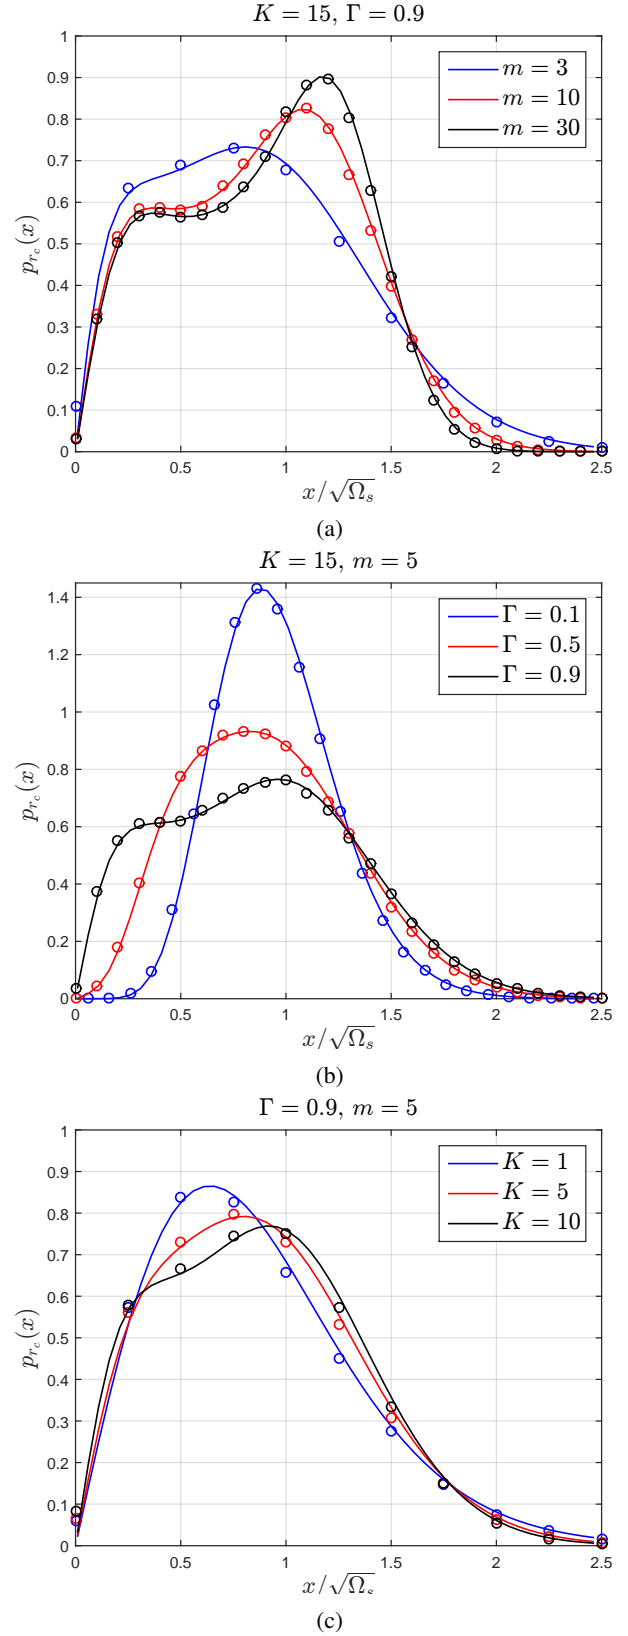 K = 15, Γ = 0.9
1
0.9
0.8
0.7
0.6
0.5
0.4
0.3
0.2
0.1
0
p_{r_c}(x)
m = 3
m = 10
m = 30
0 0.5 1 1.5 2 2.5
x/√Ω_s
(a)
K = 15, m = 5
1.4
1.2
1
0.8
0.6
0.4
0.2
0
p_{r_c}(x)
Γ = 0.1
Γ = 0.5
Γ = 0.9
0 0.5 1 1.5 2 2.5
x/√Ω_s
(b)
Γ = 0.9, m = 5
1
0.9
0.8
0.7
0.6
0.5
0.4
0.3
0.2
0.1
0
p_{r_c}(x)
K = 1
K = 5
K = 10
0 0.5 1 1.5 2 2.5
x/√Ω_s
(c)